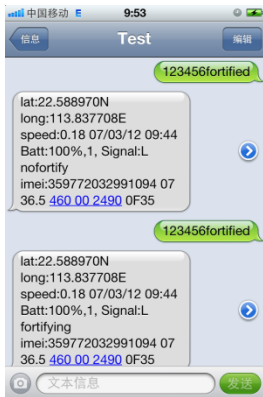 中国移动 E 9:53
信息 Test 编辑
123456fortified
lat:22.588970N
long:113.837708E
speed:0.18 07/03/12 09:44
Batt:100%,1, Signal:L
nofortify
imei:359772032991094 07
36.5 460 00 2490 0F35
123456fortified
lat:22.588970N
long:113.837708E
speed:0.18 07/03/12 09:44
Batt:100%,1, Signal:L
fortifying
imei:359772032991094 07
36.5 460 00 2490 0F35
文本信息 发送